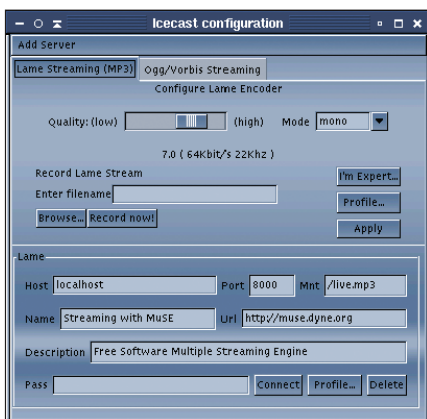 Icecast configuration
Add Server
Lame Streaming (MP3) Ogg/Vorbis Streaming
Configure Lame Encoder
Quality: (low) (high) Mode mono
7.0 ( 64Kbit/s 22Khz )
Record Lame Stream
I'm Expert...
Enter filename
Profile...
Browse... Record now!
Apply
Lame
Host localhost Port 8000 Mnt /live.mp3
Name Streaming with MuSE Url http://muse.dyne.org
Description Free Software Multiple Streaming Engine
Pass Connect Profile... Delete